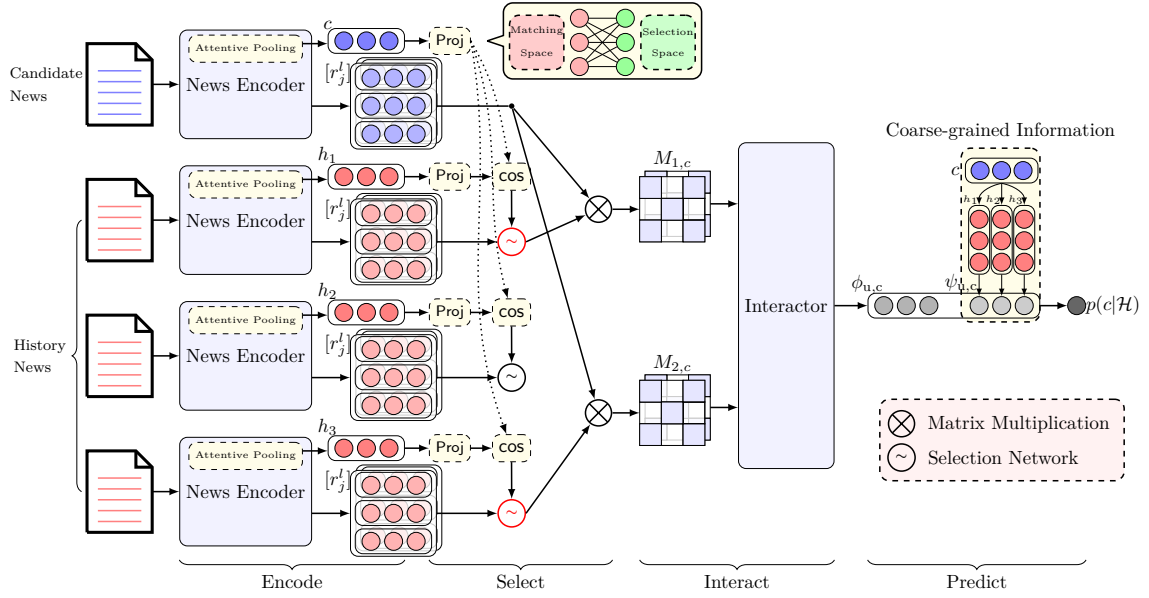 Candidate
News
Attentive Pooling
News Encoder
c
[r_j^l]
Proj
Matching
Space
Selection
Space
h_1
Attentive Pooling
News Encoder
[r_j^l]
Proj
cos
~
M_{1,c}
History
News
h_2
Attentive Pooling
News Encoder
[r_j^l]
Proj
cos
~
h_3
Attentive Pooling
News Encoder
[r_j^l]
Proj
cos
~
M_{2,c}
Interactor
Coarse-grained Information
c
h_1 h_2 h_3
ϕ_{u,c} ψ_{u,c}
p(c|ℋ)
Matrix Multiplication
~ Selection Network
Encode Select Interact Predict